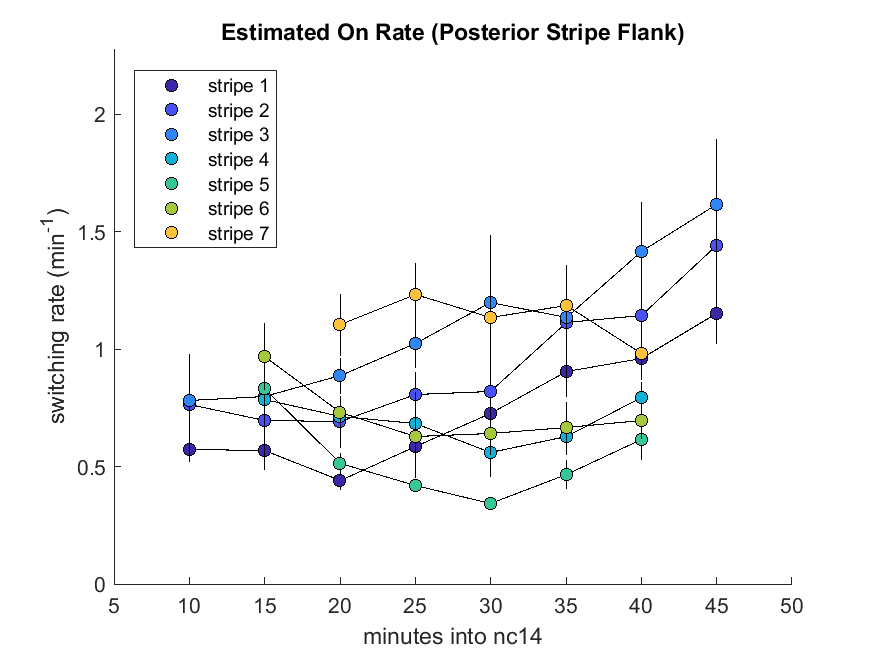 Estimated On Rate (Posterior Stripe Flank)
stripe 1
stripe 2
stripe 3
stripe 4
stripe 5
stripe 6
stripe 7
switching rate (min⁻¹)
2
1.5
1
0.5
0
5 10 15 20 25 30 35 40 45 50
minutes into nc14